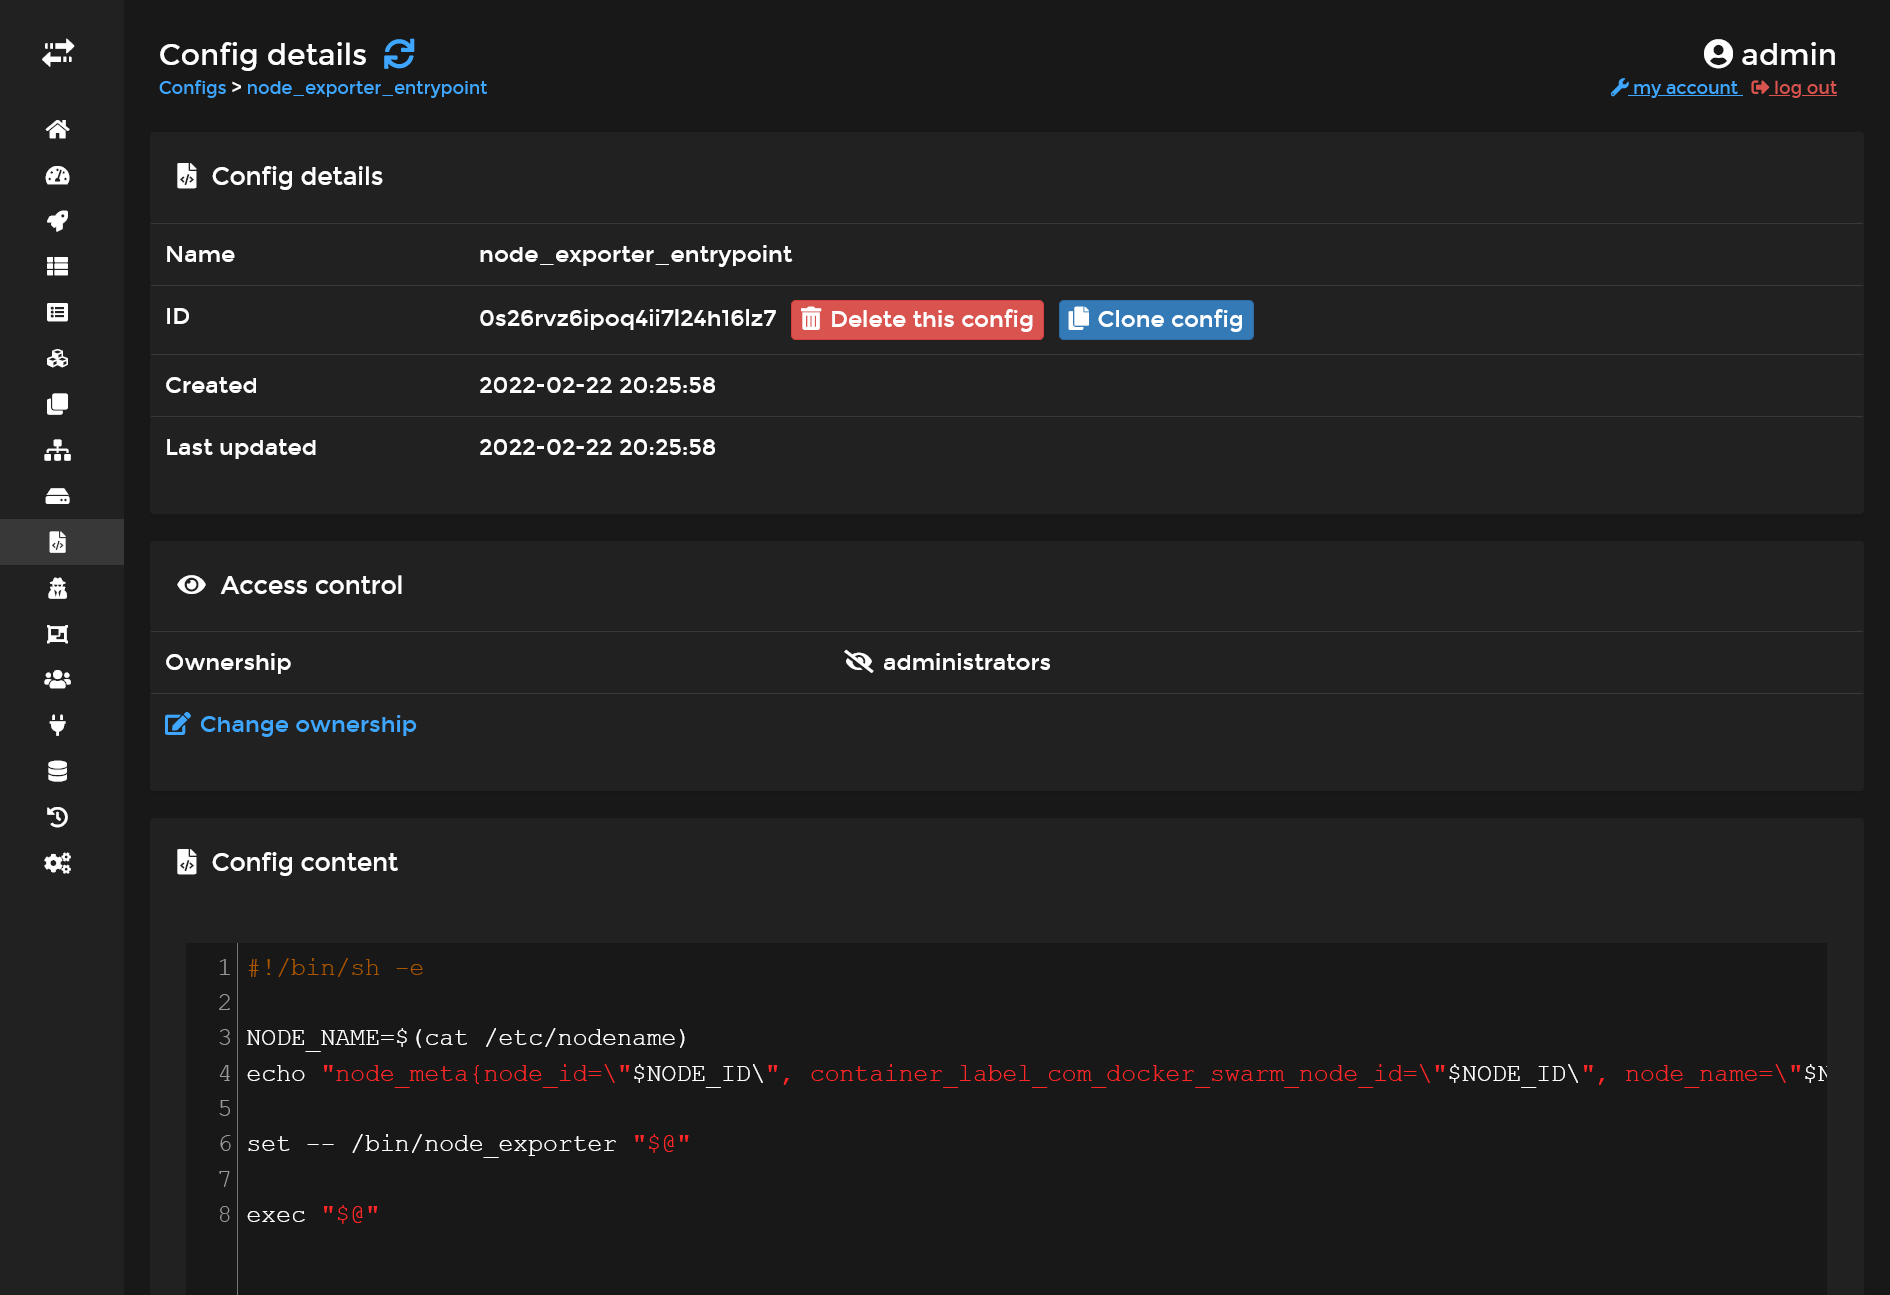 Config details
admin
Configs > node_exporter_entrypoint
my account log out
Config details
Name node_exporter_entrypoint
ID 0s26rvz6ipoq4ii7l24h16lz7 Delete this config Clone config
Created 2022-02-22 20:25:58
Last updated 2022-02-22 20:25:58
Access control
Ownership administrators
Change ownership
Config content
1 #!/bin/sh -e
2
3 NODE_NAME=$(cat /etc/nodename)
4 echo "node_meta{node_id=\"$NODE_ID\", container_label_com_docker_swarm_node_id=\"$NODE_ID\", node_name=\"$N
5
6 set -- /bin/node_exporter "$@"
7
8 exec "$@"